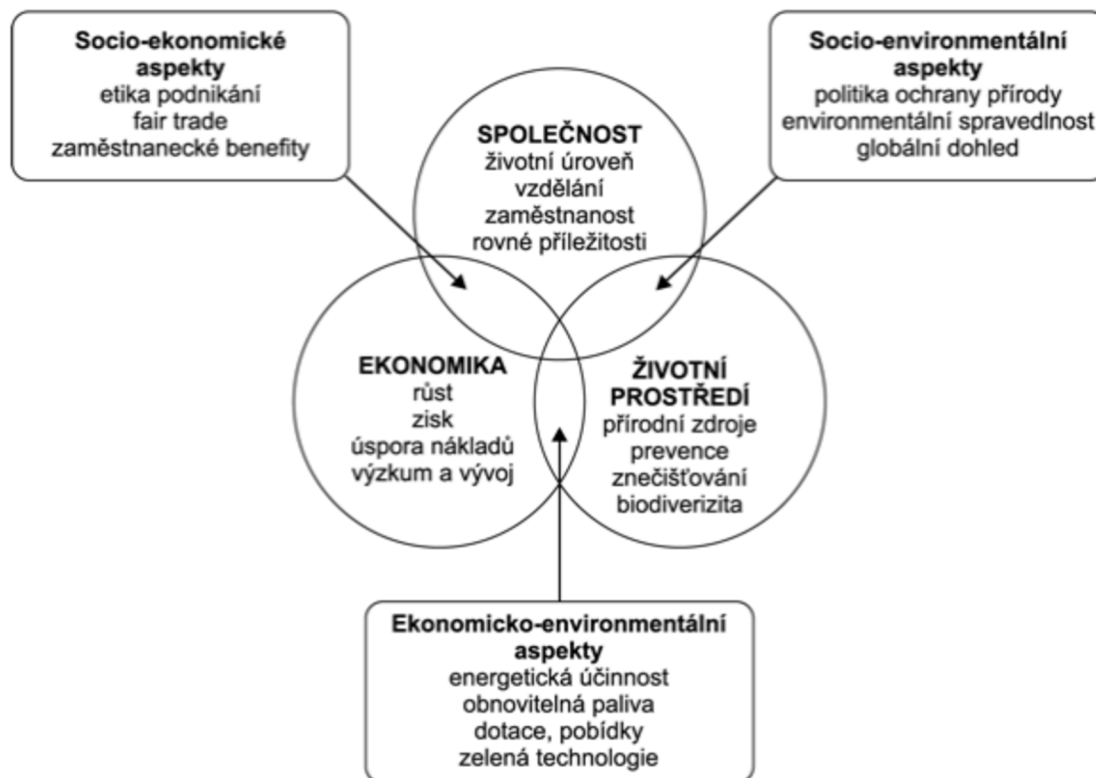 Socio-ekonomické
aspekty
etika podnikání
fair trade
zaměstnanecké benefity
Socio-environmentální
aspekty
politika ochrany přírody
environmentální spravedlnost
globální dohled
SPOLEČNOST
životní úroveň
vzdělání
zaměstnanost
rovné příležitosti
EKONOMIKA
růst
zisk
úspora nákladů
výzkum a vývoj
ŽIVOTNÍ
PROSTŘEDÍ
přírodní zdroje
prevence
znečišťování
biodiverizita
Ekonomicko-environmentální
aspekty
energetická účinnost
obnovitelná paliva
dotace, pobídky
zelená technologie